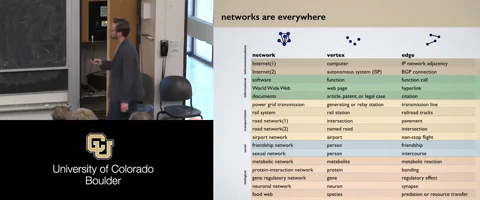 networks are everywhere
network vertex edge
Internet(1) computer IP network adjacency
Internet(2) autonomous system (ISP) BGP connection
software function function call
World Wide Web web page hyperlink
documents article, patent, or legal case citation
power grid transmission generating or relay station transmission line
rail system rail station railroad tracks
road network(1) intersection pavement
road network(2) named road intersection
airport network airport non-stop flight
friendship network person friendship
sexual network person intercourse
metabolic network metabolite metabolic reaction
protein-interaction network protein bonding
gene regulatory network gene regulatory effect
neuronal network neuron synapse
food web species predation or resource transfer
social
biological
CU
University of Colorado
Boulder